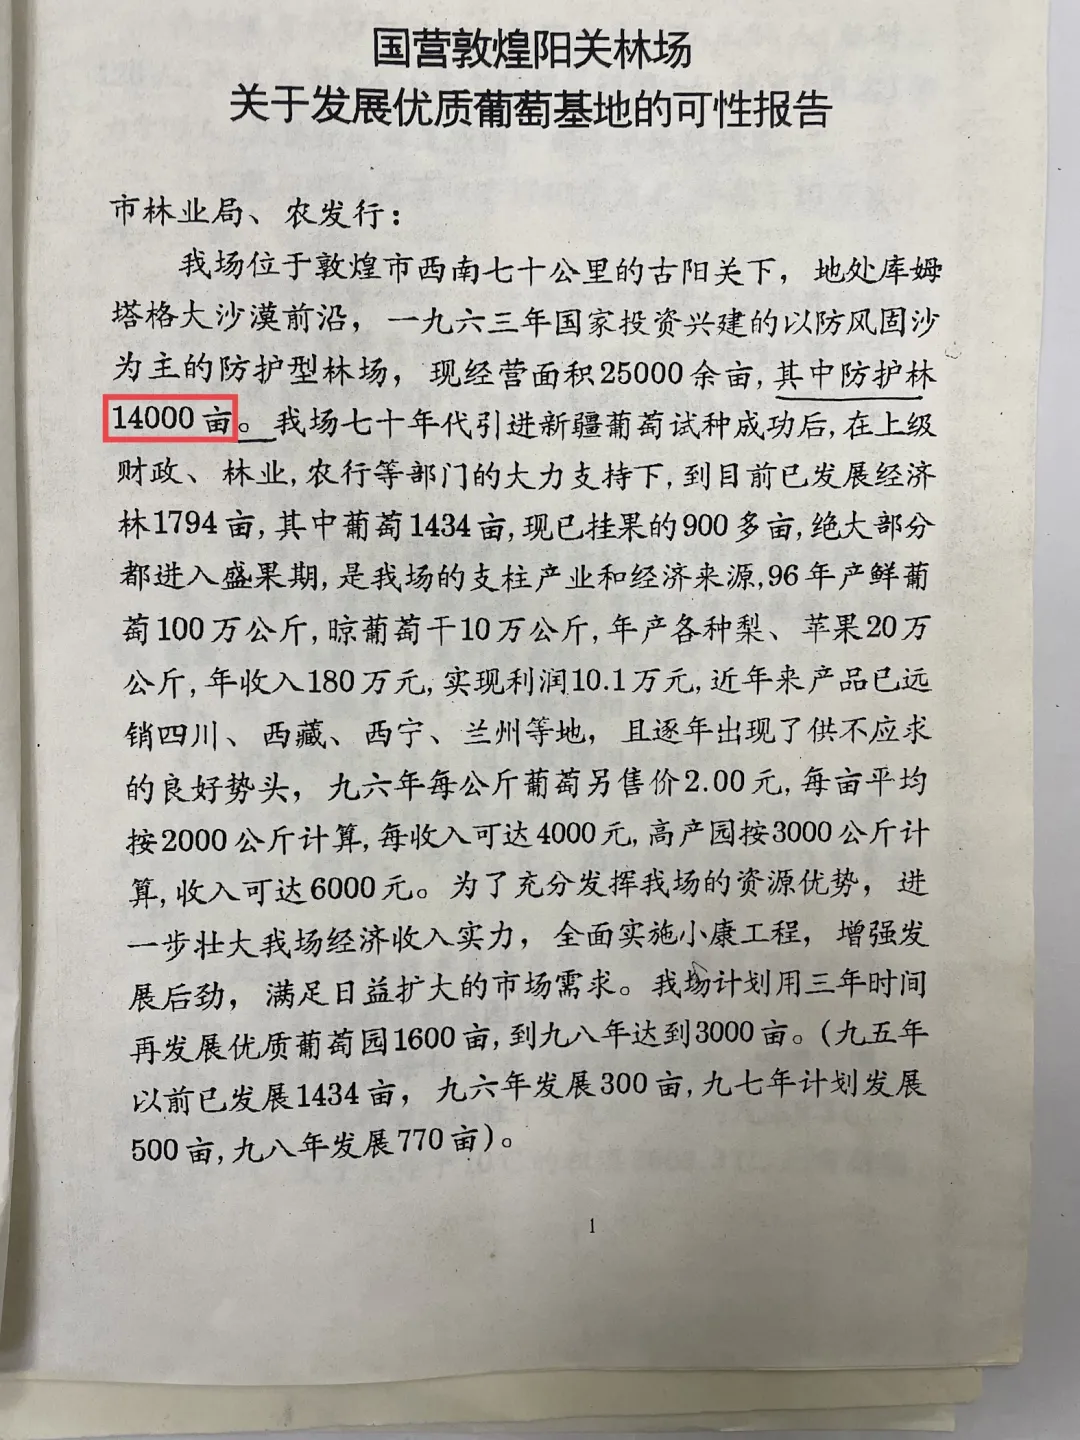 国营敦煌阳关林场
关于发展优质葡萄基地的可性报告
市林业局、农发行：
我场位于敦煌市西南七十公里的古阳关下，地处库姆
塔格大沙漠前沿，一九六三年国家投资兴建的以防风固沙
为主的防护型林场，现经营面积25000余亩，其中防护林
14000亩。我场七十年代引进新疆葡萄试种成功后，在上级
财政、林业，农行等部门的大力支持下，到目前已发展经济
林1794亩，其中葡萄1434亩，现已挂果的900多亩，绝大部分
都进入盛果期，是我场的支柱产业和经济来源，96年产鲜葡
萄100万公斤，晾葡萄干10万公斤，年产各种梨、苹果20万
公斤，年收入180万元，实现利润10.1万元，近年来产品已远
销四川、西藏、西宁、兰州等地，且逐年出现了供不应求
的良好势头，九六年每公斤葡萄另售价2.00元，每亩平均
按2000公斤计算，每收入可达4000元，高产园按3000公斤计
算，收入可达6000元。为了充分发挥我场的资源优势，进
一步壮大我场经济收入实力，全面实施小康工程，增强发
展后劲，满足日益扩大的市场需求。我场计划用三年时间
再发展优质葡萄园1600亩，到九八年达到3000亩。（九五年
以前已发展1434亩，九六年发展300亩，九七年计划发展
500亩，九八年发展770亩）。
1